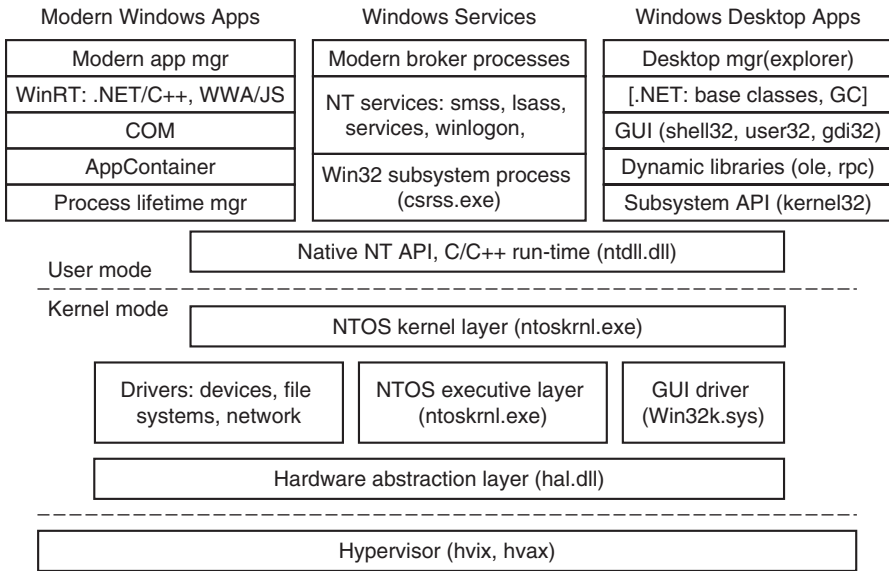 Modern Windows Apps
Windows Services
Windows Desktop Apps
Modern app mgr
WinRT: .NET/C++, WWA/JS
COM
AppContainer
Process lifetime mgr
Modern broker processes
NT services: smss, lsass,
services, winlogon,
Win32 subsystem process
(csrss.exe)
Desktop mgr(explorer)
[.NET: base classes, GC]
GUI (shell32, user32, gdi32)
Dynamic libraries (ole, rpc)
Subsystem API (kernel32)
Native NT API, C/C++ run-time (ntdll.dll)
User mode
Kernel mode
NTOS kernel layer (ntoskrnl.exe)
Drivers: devices, file
systems, network
NTOS executive layer
(ntoskrnl.exe)
GUI driver
(Win32k.sys)
Hardware abstraction layer (hal.dll)
Hypervisor (hvix, hvax)